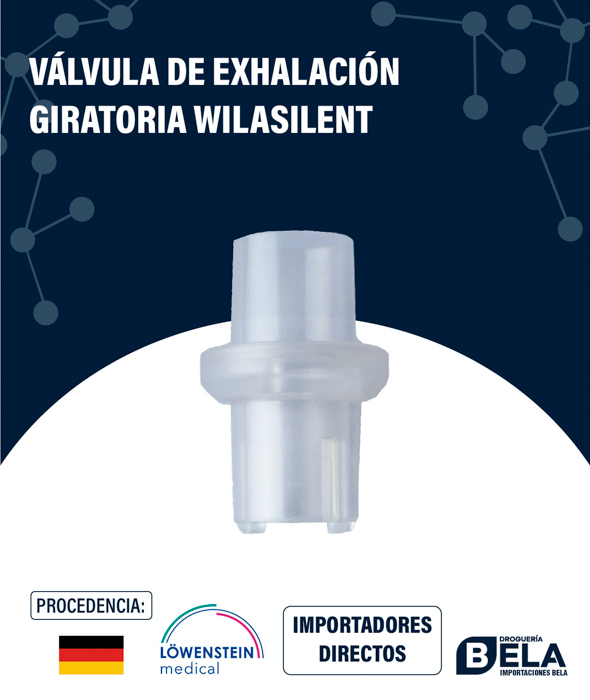 VÁLVULA DE EXHALACIÓN
GIRATORIA WILASILENT
PROCEDENCIA:
LÖWENSTEIN
medical
IMPORTADORES
DIRECTOS
DROGUERÍA
BELA
IMPORTACIONES BELA